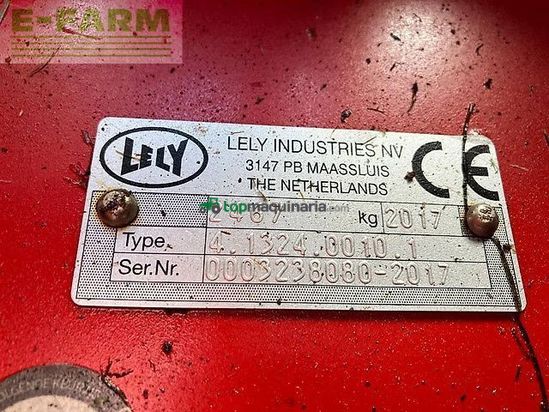 E-FARM
LELY
LELY INDUSTRIES NV
3147 PB MAASSLUIS
THE NETHERLANDS
CE
topmaquinaria.com
kg 2017
Type. 4.1324.0010.1
Ser.Nr. 0003238080-2017